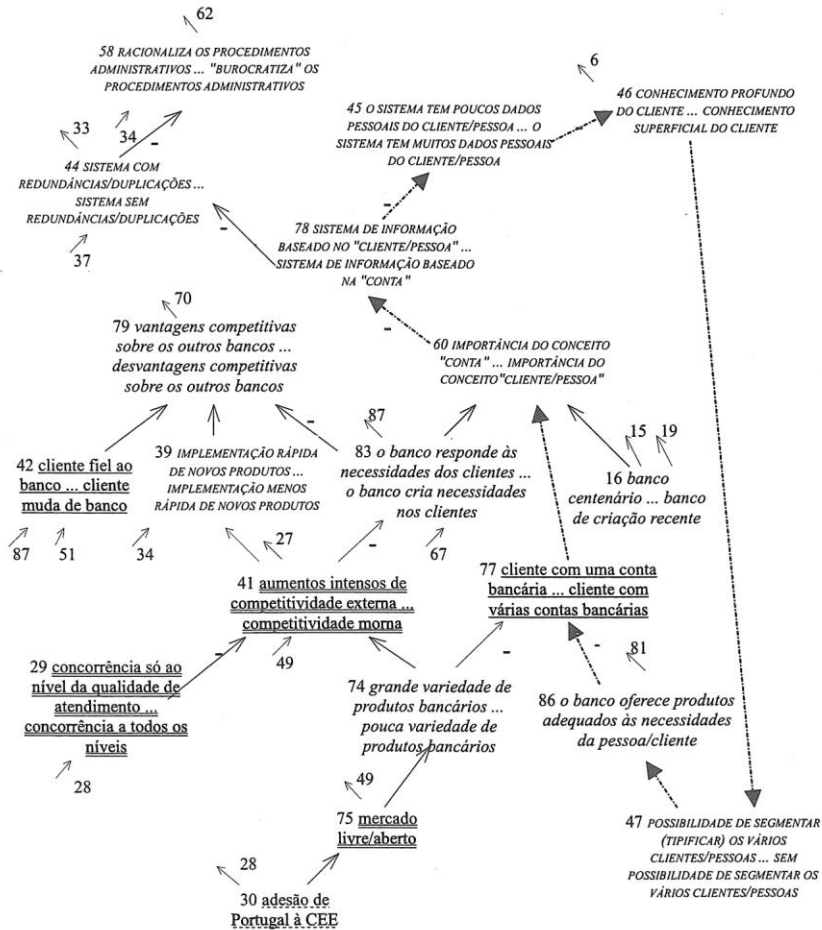 62
58 RACIONALIZA OS PROCEDIMENTOS
ADMINISTRATIVOS ... "BUROCRATIZA" OS
PROCEDIMENTOS ADMINISTRATIVOS
6
46 CONHECIMENTO PROFUNDO
DO CLIENTE ... CONHECIMENTO
SUPERFICIAL DO CLIENTE
45 O SISTEMA TEM POUCOS DADOS
PESSOAIS DO CLIENTE/PESSOA ... O
SISTEMA TEM MUITOS DADOS PESSOAIS
DO CLIENTE/PESSOA
33
34
-
-
44 SISTEMA COM
REDUNDÂNCIAS/DUPLICAÇÕES ...
SISTEMA SEM
REDUNDÂNCIAS/DUPLICAÇÕES
37
-
-
78 SISTEMA DE INFORMAÇÃO
BASEADO NO "CLIENTE/PESSOA" ...
SISTEMA DE INFORMAÇÃO BASEADO
NA "CONTA"
70
79 vantagens competitivas
sobre os outros bancos ...
desvantagens competitivas
sobre os outros bancos
-
60 IMPORTÂNCIA DO CONCEITO
"CONTA" ... IMPORTÂNCIA DO
CONCEITO"CLIENTE/PESSOA"
42 cliente fiel ao
banco ... cliente
muda de banco
87
51
39 IMPLEMENTAÇÃO RÁPIDA
DE NOVOS PRODUTOS ...
IMPLEMENTAÇÃO MENOS
RÁPIDA DE NOVOS PRODUTOS
34
-
87
83 o banco responde às
necessidades dos clientes ...
o banco cria necessidades
nos clientes
67
15
19
16 banco
centenário ... banco
de criação recente
27
-
41 aumentos intensos de
competitividade externa ...
competitividade morna
49
77 cliente com uma conta
bancária ... cliente com
várias contas bancárias
-
29 concorrência só ao
nível da qualidade de
atendimento ...
concorrência a todos os
níveis
28
74 grande variedade de
produtos bancários ...
pouca variedade de
produtos bancários
-
-
81
86 o banco oferece produtos
adequados às necessidades
da pessoa/cliente
49
75 mercado
livre/aberto
47 POSSIBILIDADE DE SEGMENTAR
(TIPIFICAR) OS VÁRIOS
CLIENTES/PESSOAS ... SEM
POSSIBILIDADE DE SEGMENTAR OS
VÁRIOS CLIENTES/PESSOAS
28
30 adesão de
Portugal à CEE